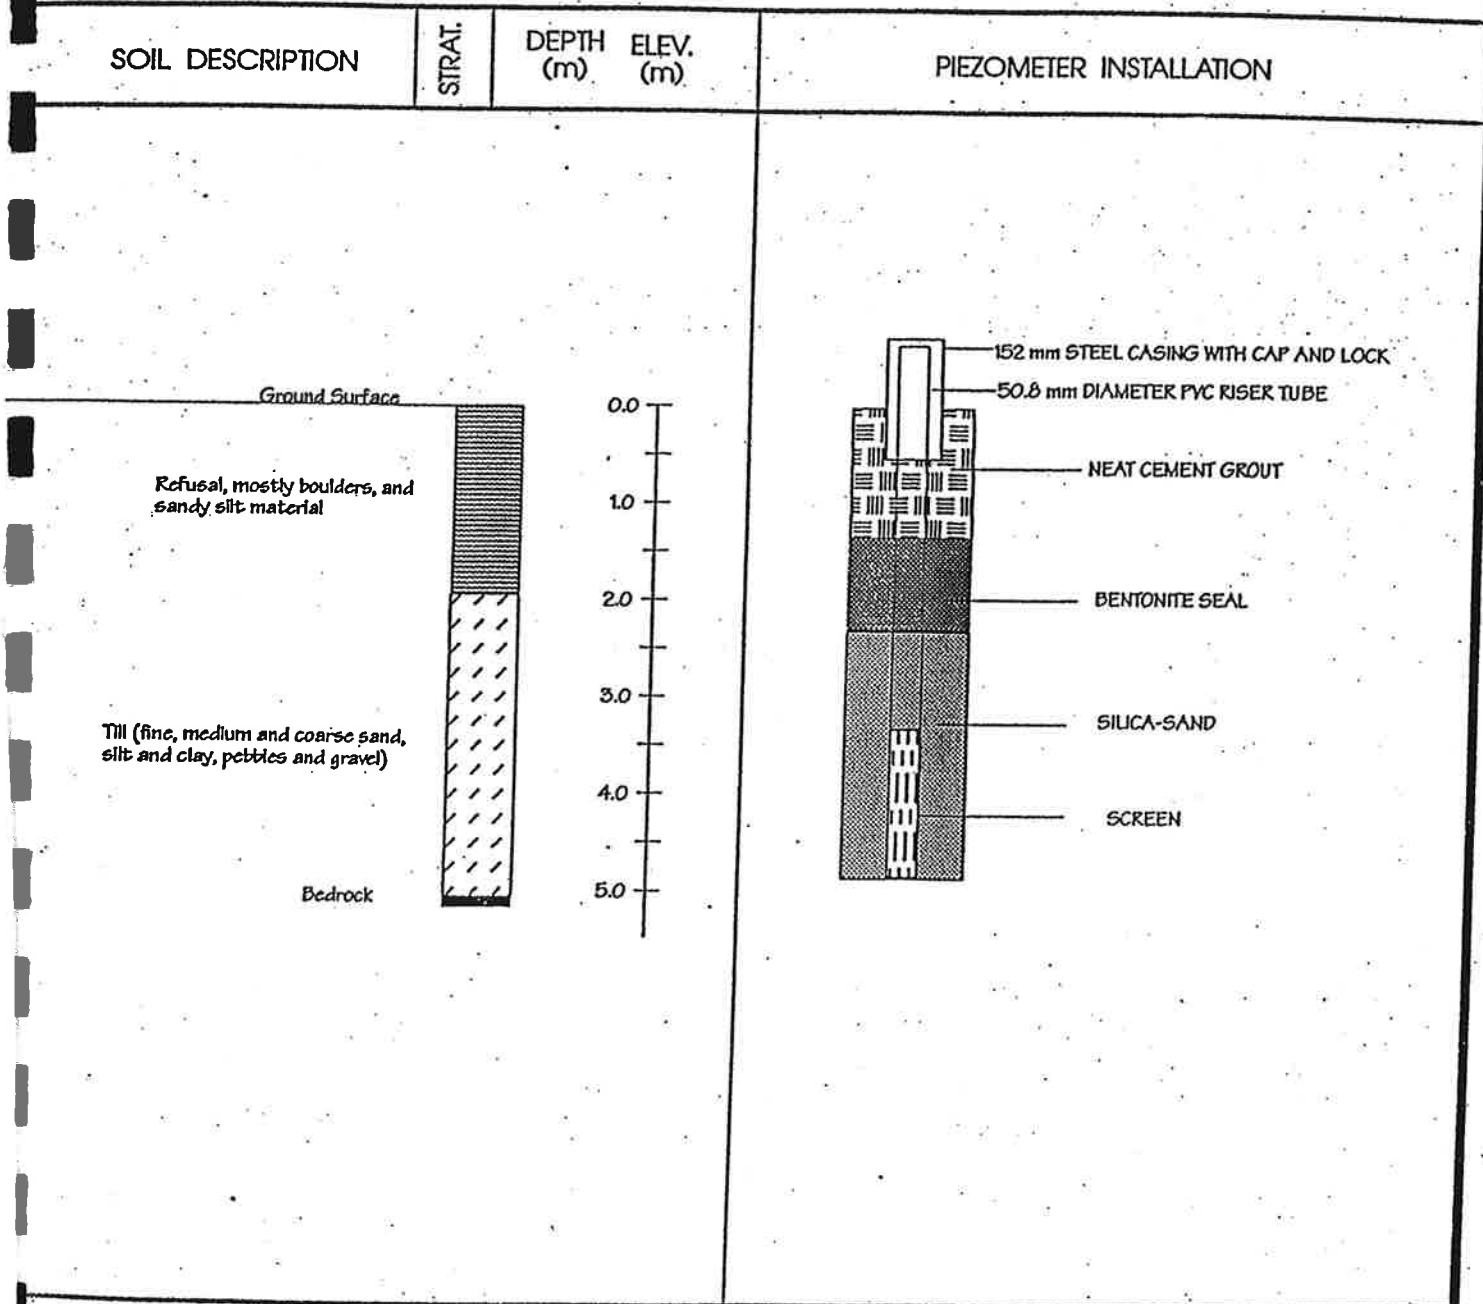 SOIL DESCRIPTION
STRAT.
DEPTH
(m)
ELEV.
(m)
PIEZOMETER INSTALLATION
Ground Surface
Refusal, mostly boulders, and
sandy silt material
Till (fine, medium and coarse sand,
silt and clay, pebbles and gravel)
Bedrock
0.0
1.0
2.0
3.0
4.0
5.0
152 mm STEEL CASING WITH CAP AND LOCK
50.8 mm DIAMETER PVC RISER TUBE
NEAT CEMENT GROUT
BENTONITE SEAL
SILICA-SAND
SCREEN